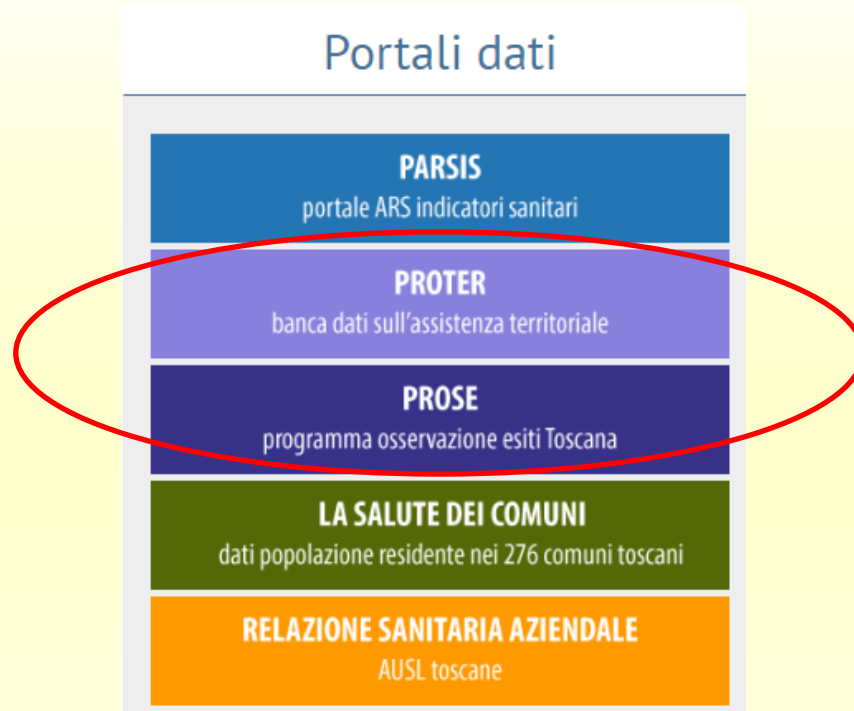 Portali dati
PARSIS
portale ARS indicatori sanitari
PROTER
banca dati sull'assistenza territoriale
PROSE
programma osservazione esiti Toscana
LA SALUTE DEI COMUNI
dati popolazione residente nei 276 comuni toscani
RELAZIONE SANITARIA AZIENDALE
AUSL toscane